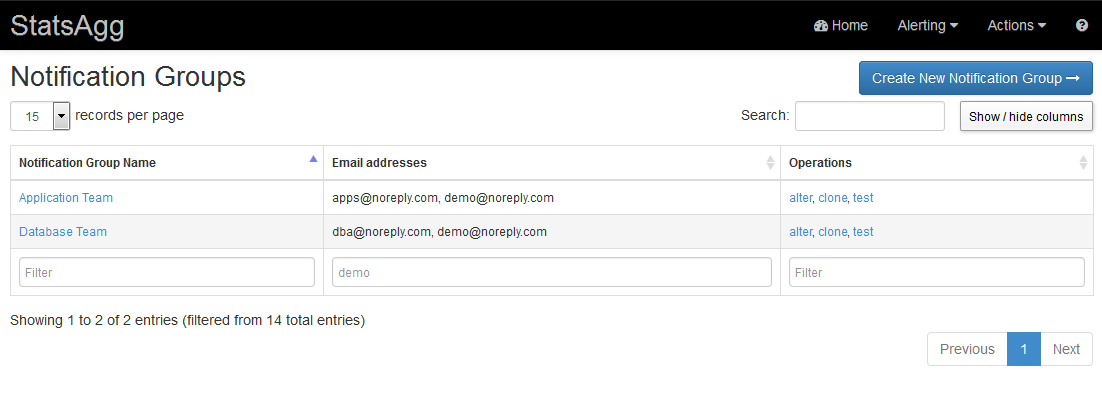 StatsAgg Home Alerting Actions
Notification Groups Create New Notification Group
15 records per page Search: Show / hide columns
Notification Group Name Email addresses Operations
Application Team apps@noreply.com, demo@noreply.com alter, clone, test
Database Team dba@noreply.com, demo@noreply.com alter, clone, test
Filter demo Filter
Showing 1 to 2 of 2 entries (filtered from 14 total entries)
Previous 1 Next